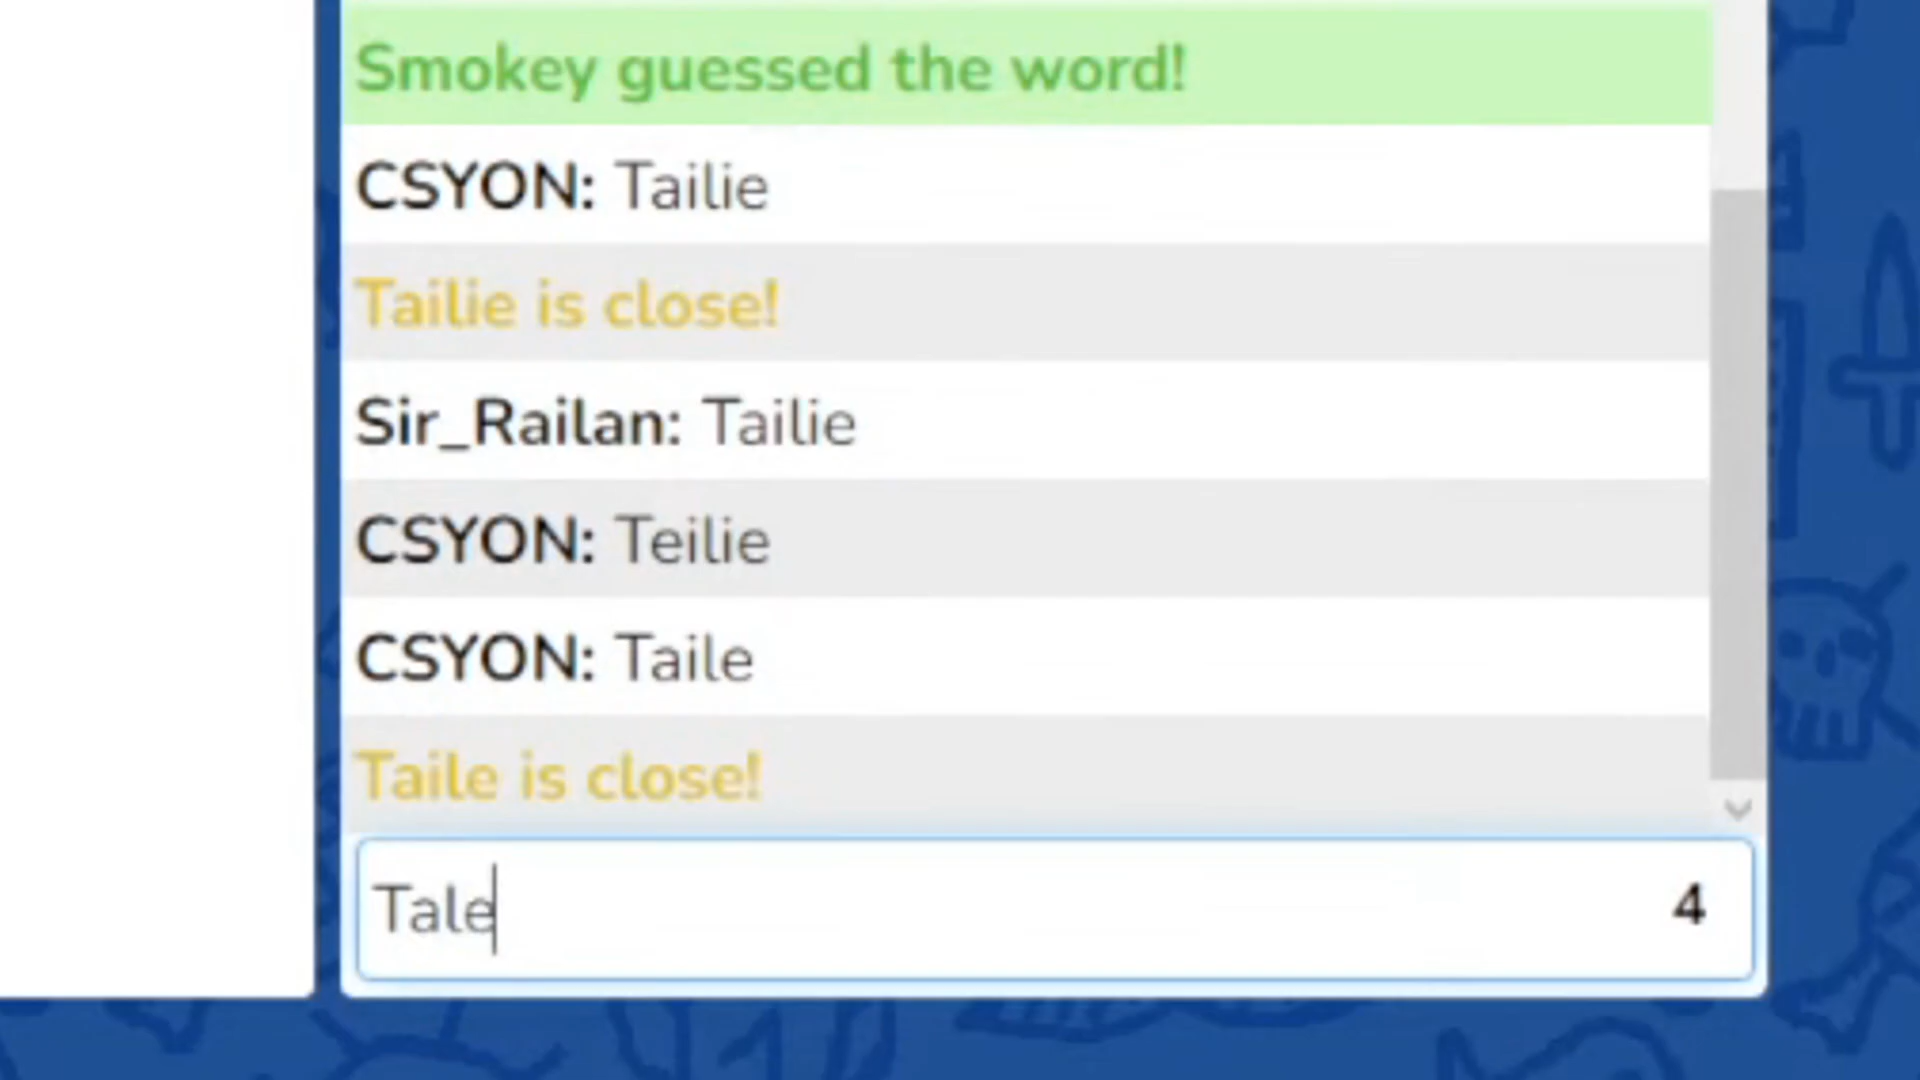 Smokey guessed the word!
CSYON: Tailie
Tailie is close!
Sir_Railan: Tailie
CSYON: Teilie
CSYON: Taile
Taile is close!
Tale 4